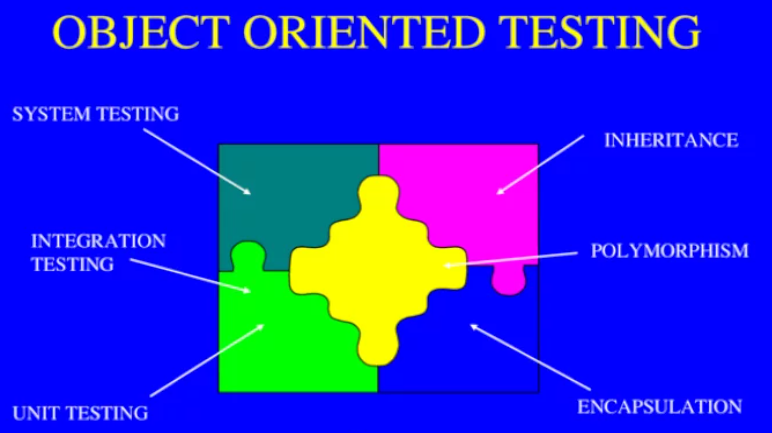 OBJECT ORIENTED TESTING
SYSTEM TESTING
INHERITANCE
INTEGRATION
TESTING
POLYMORPHISM
UNIT TESTING
ENCAPSULATION